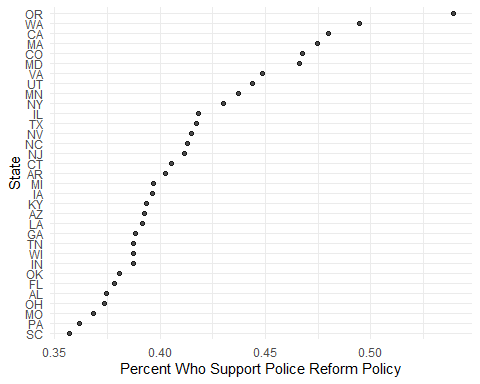 OR
WA
CA
MA
CO
MD
VA
UT
MN
NY
IL
TX
NV
NC
NJ
CT
AR
MI
IA
KY
AZ
LA
GA
TN
WI
IN
OK
FL
AL
OH
MO
PA
SC
State
0.35 0.40 0.45 0.50
Percent Who Support Police Reform Policy